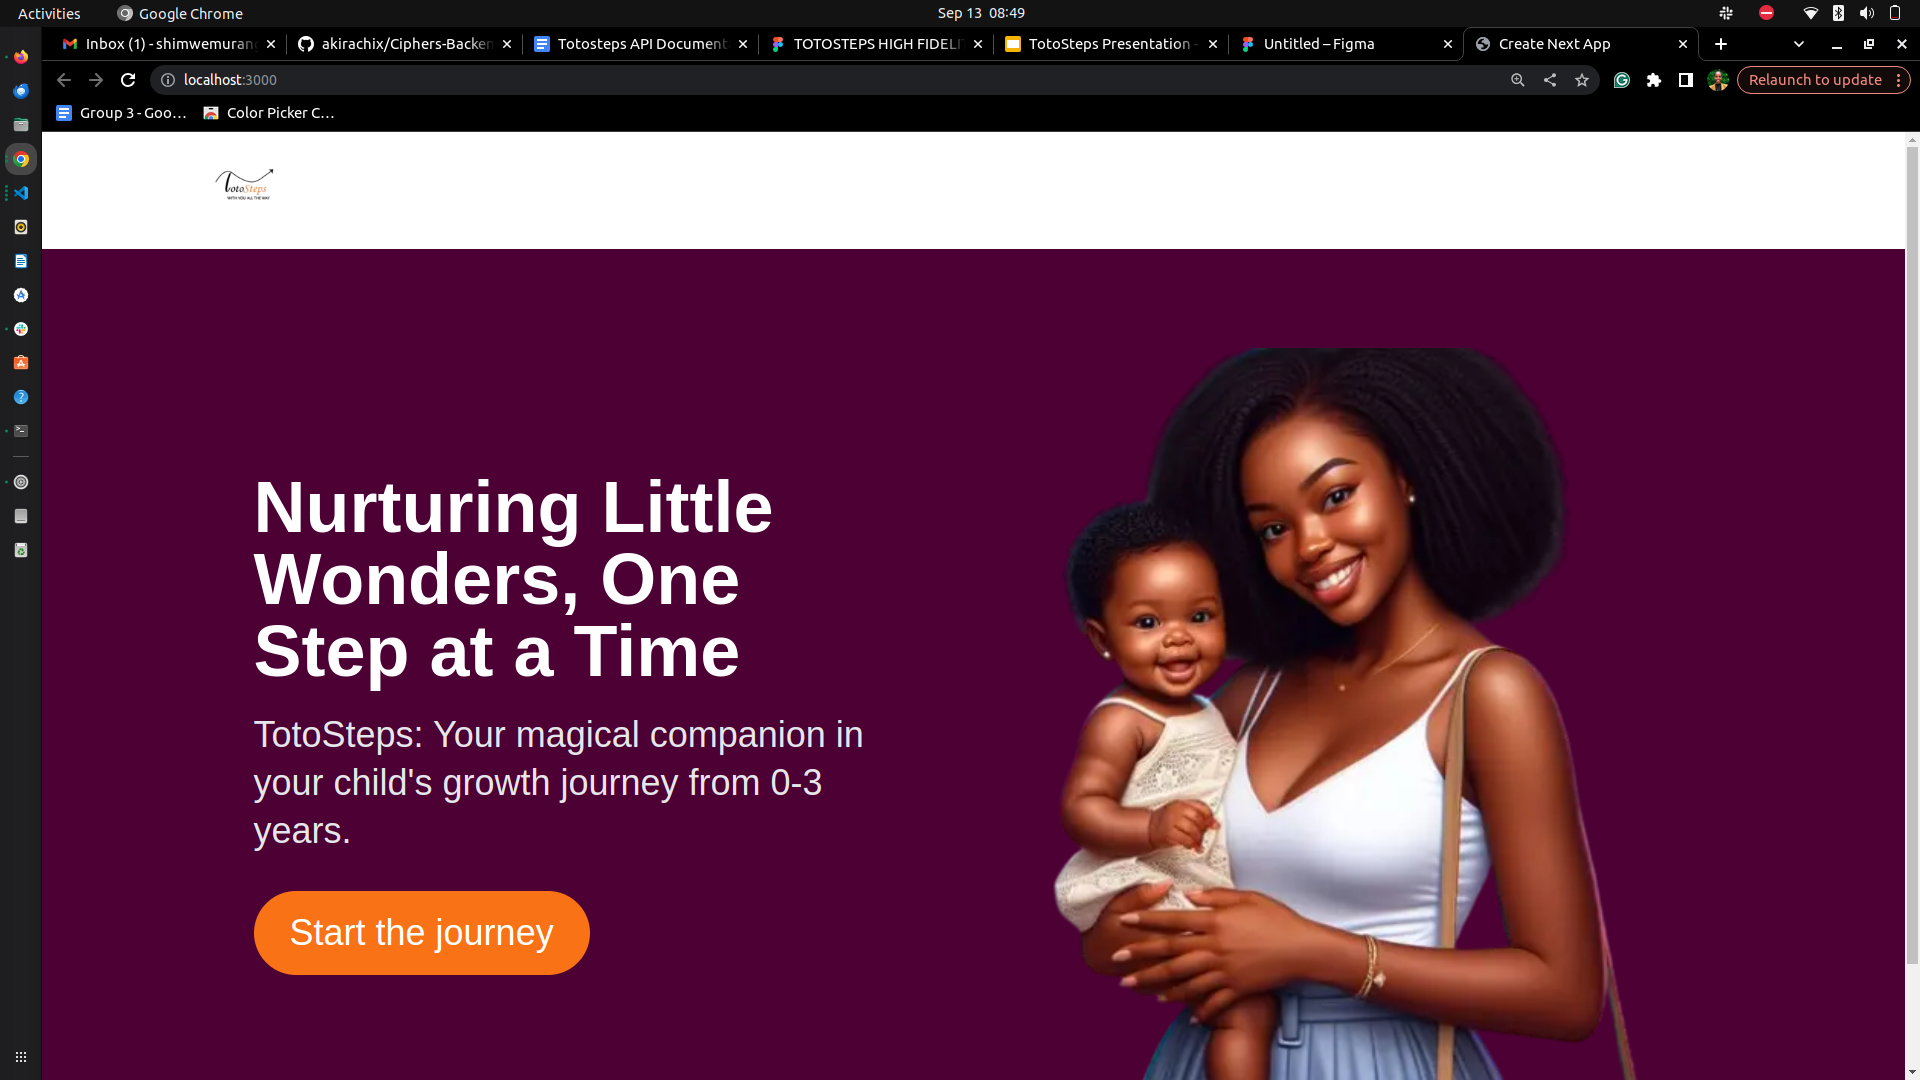 Activities
Google Chrome
Sep 13 08:49
Inbox (1) - shimwemurang
akirachix/Ciphers-Backen
Totosteps API Document
TOTOSTEPS HIGH FIDELI
TotoSteps Presentation -
Untitled – Figma
Create Next App
localhost:3000
Relaunch to update
Group 3 - Goo…
Color Picker C…
TotoSteps
WITH YOU ALL THE WAY
Nurturing Little
Wonders, One
Step at a Time
TotoSteps: Your magical companion in
your child's growth journey from 0-3
years.
Start the journey